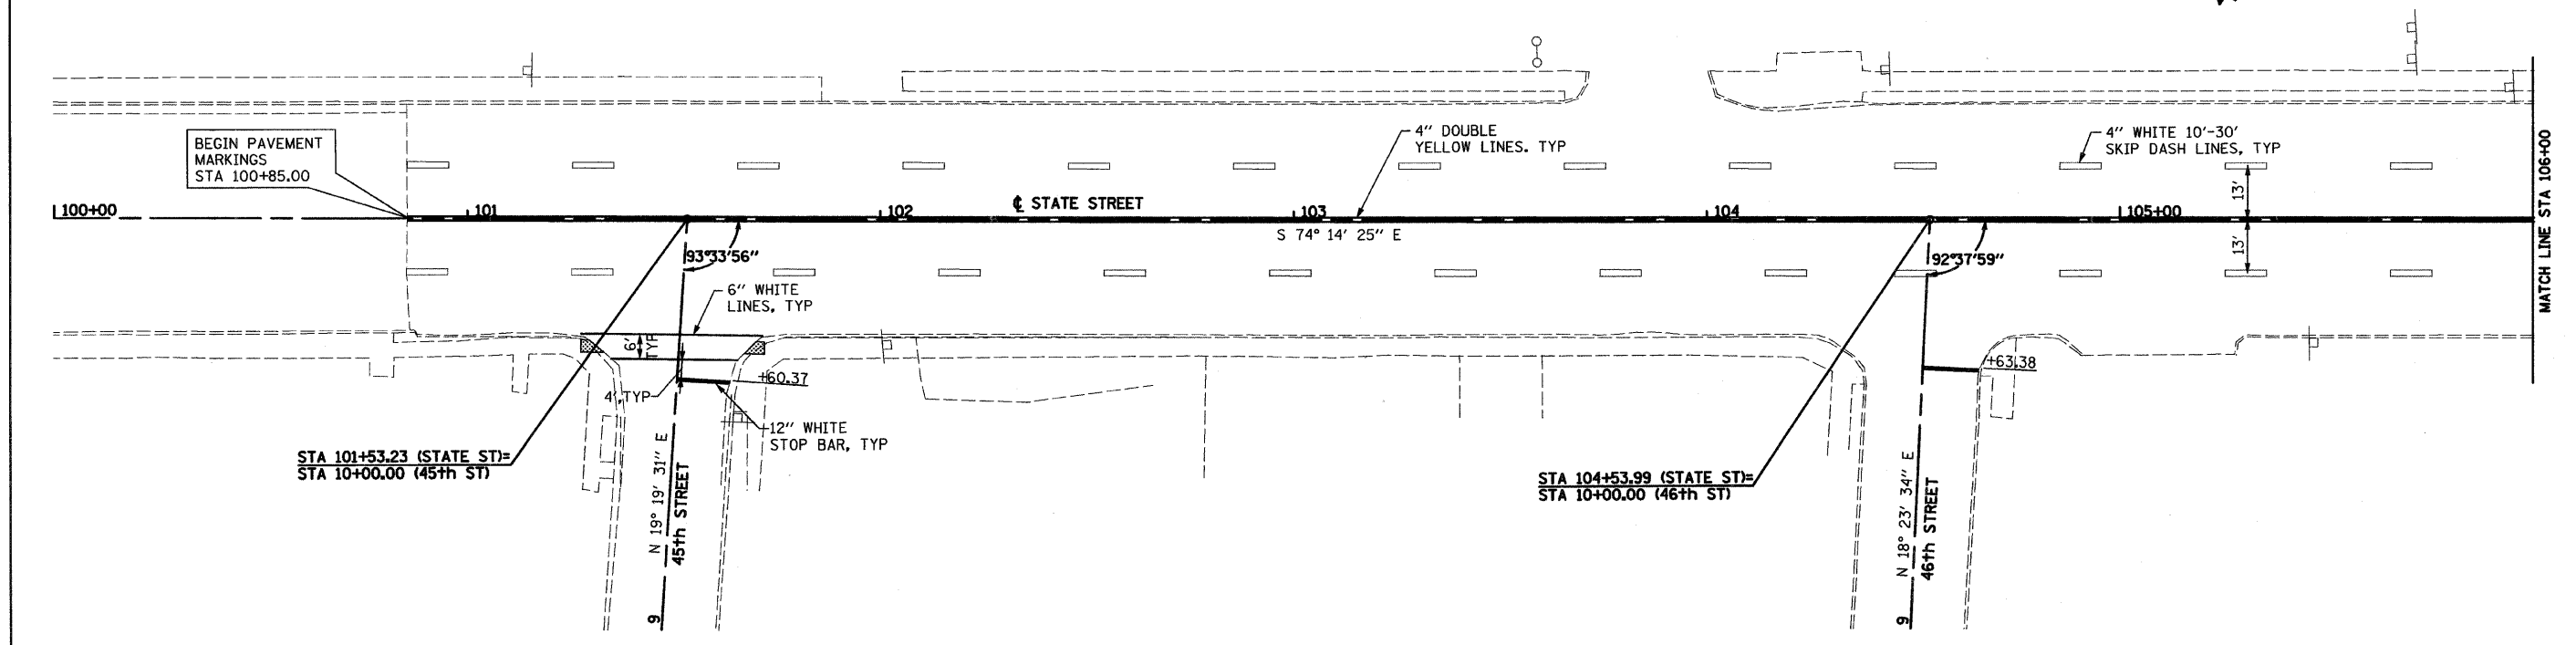 BEGIN PAVEMENT
MARKINGS
STA 100+85.00
4" DOUBLE
YELLOW LINES. TYP
4" WHITE 10'-30'
SKIP DASH LINES, TYP
100+00
101
102
℄ STATE STREET
103
104
105+00
S 74° 14' 25" E
13'
13'
MATCH LINE STA 106+00
93°33'56"
92°37'59"
6" WHITE
LINES, TYP
6'
TYP
4', TYP
+60.37
12" WHITE
STOP BAR, TYP
+63.38
STA 101+53.23 (STATE ST)=
STA 10+00.00 (45th ST)
N 19° 19' 31" E
45th STREET
9
STA 104+53.99 (STATE ST)=
STA 10+00.00 (46th ST)
N 18° 23' 34" E
46th STREET
9